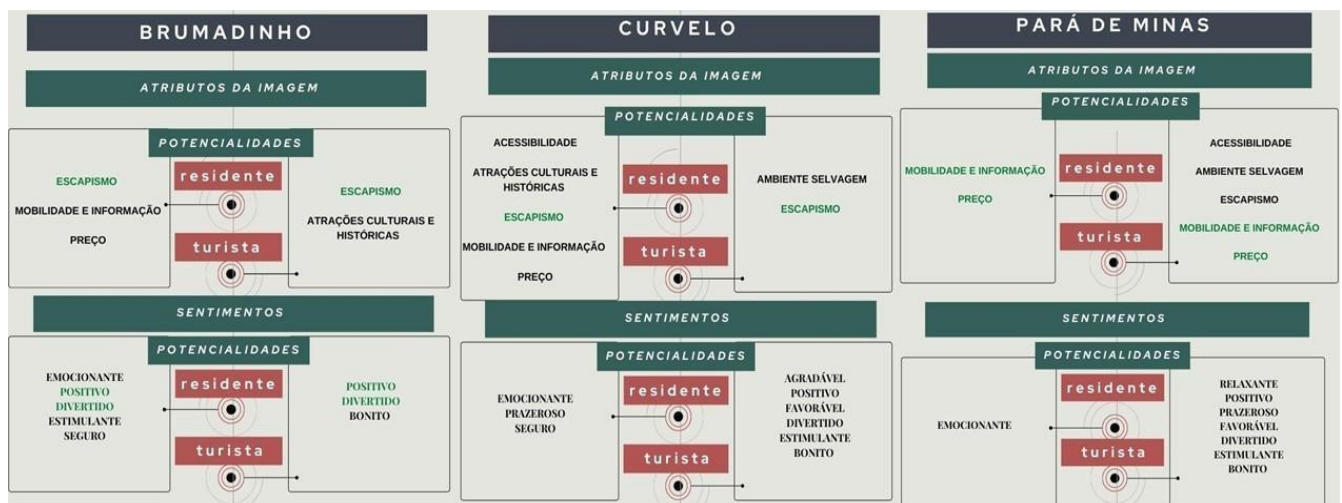 BRUMADINHO
ATRIBUTOS DA IMAGEM
POTENCIALIDADES
ESCAPISMO
MOBILIDADE E INFORMAÇÃO
PREÇO
residente
turista
ESCAPISMO
ATRAÇÕES CULTURAIS E
HISTÓRICAS
SENTIMENTOS
POTENCIALIDADES
EMOCIONANTE
POSITIVO
DIVERTIDO
ESTIMULANTE
SEGURO
residente
turista
POSITIVO
DIVERTIDO
BONITO
CURVELO
ATRIBUTOS DA IMAGEM
POTENCIALIDADES
ACESSIBILIDADE
ATRAÇÕES CULTURAIS E
HISTÓRICAS
ESCAPISMO
MOBILIDADE E INFORMAÇÃO
PREÇO
residente
turista
AMBIENTE SELVAGEM
ESCAPISMO
SENTIMENTOS
POTENCIALIDADES
EMOCIONANTE
PRAZEROSO
SEGURO
residente
turista
AGRADÁVEL
POSITIVO
FAVORÁVEL
DIVERTIDO
ESTIMULANTE
BONITO
PARÁ DE MINAS
ATRIBUTOS DA IMAGEM
POTENCIALIDADES
MOBILIDADE E INFORMAÇÃO
PREÇO
residente
turista
ACESSIBILIDADE
AMBIENTE SELVAGEM
ESCAPISMO
MOBILIDADE E INFORMAÇÃO
PREÇO
SENTIMENTOS
POTENCIALIDADES
EMOCIONANTE
residente
turista
RELAXANTE
POSITIVO
PRAZEROSO
FAVORÁVEL
DIVERTIDO
ESTIMULANTE
BONITO